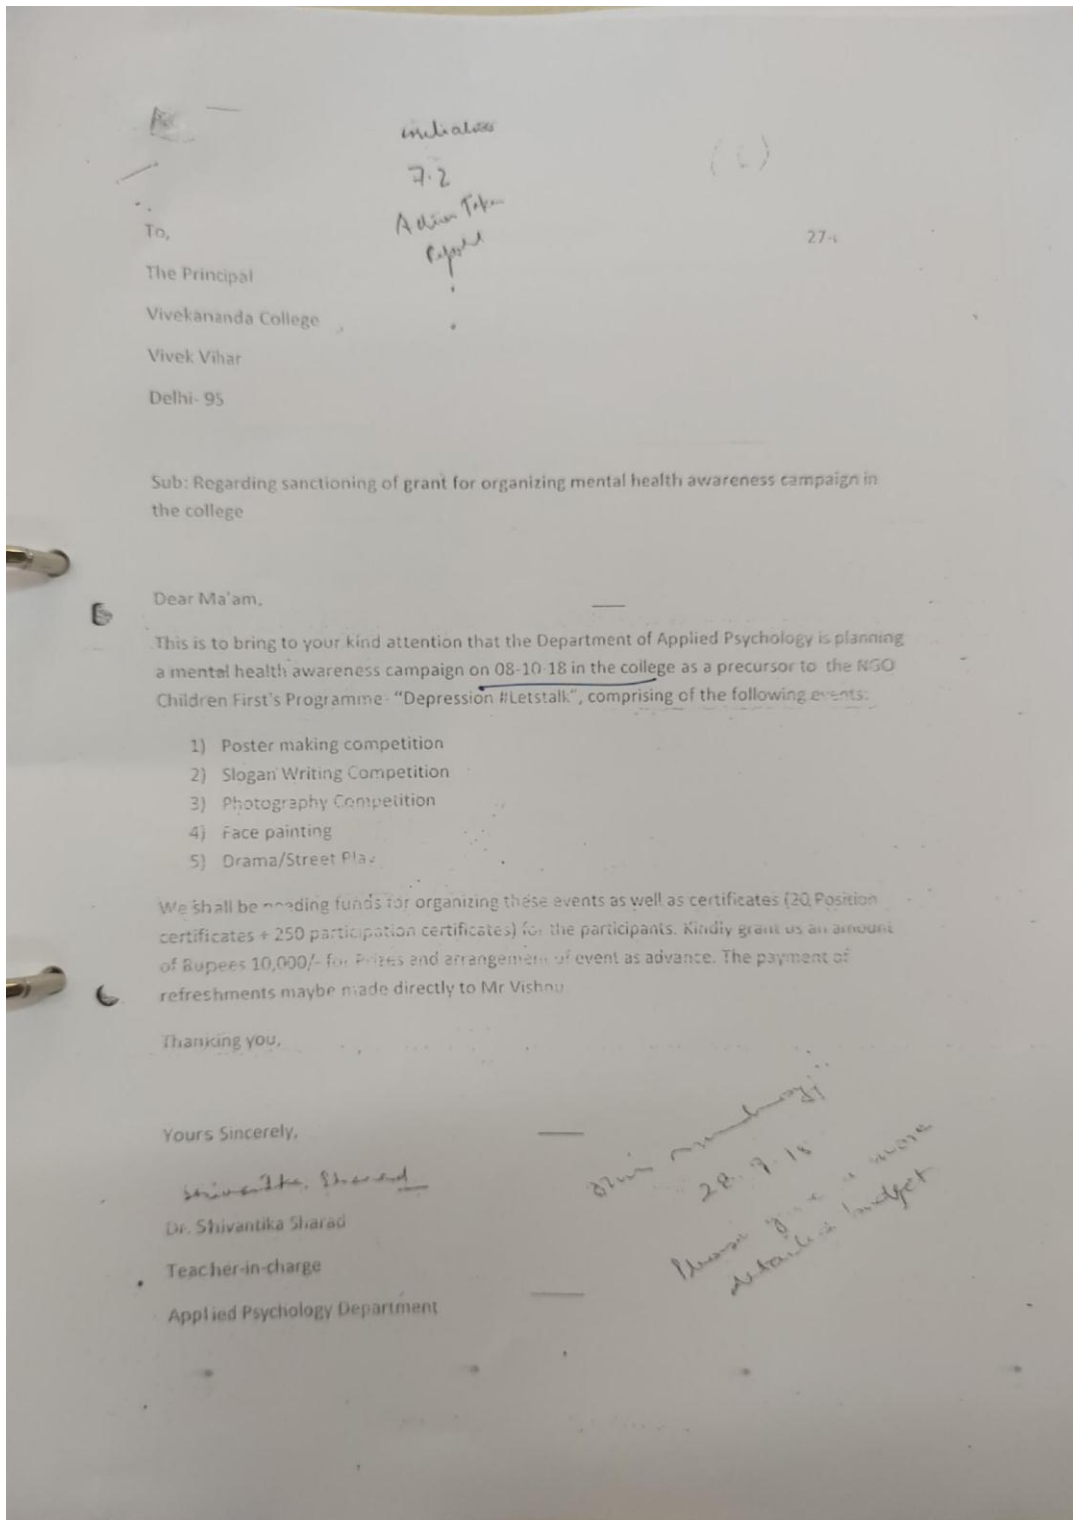 7.2
Action Taken
Report
(C)
To,
The Principal
Vivekananda College
Vivek Vihar
Delhi- 95
Sub: Regarding sanctioning of grant for organizing mental health awareness campaign in
the college
Dear Ma'am,
This is to bring to your kind attention that the Department of Applied Psychology is planning
a mental health awareness campaign on 08-10-18 in the college as a precursor to the NGO
Children First's Programme- "Depression #Letstalk", comprising of the following events:
1) Poster making competition
2) Slogan Writing Competition
3) Photography Competition
4) Face painting
5) Drama/Street Play
We shall be needing funds for organizing these events as well as certificates (20 Position
certificates + 250 participation certificates) for the participants. Kindly grant us an amount
of Rupees 10,000/- for Prizes and arrangement of event as advance. The payment of
refreshments maybe made directly to Mr Vishnu
Thanking you,
Yours Sincerely,
Shivantika Sharad
28.9.18
Please give a more
detailed budget
Dr. Shivantika Sharad
Teacher-in-charge
Applied Psychology Department